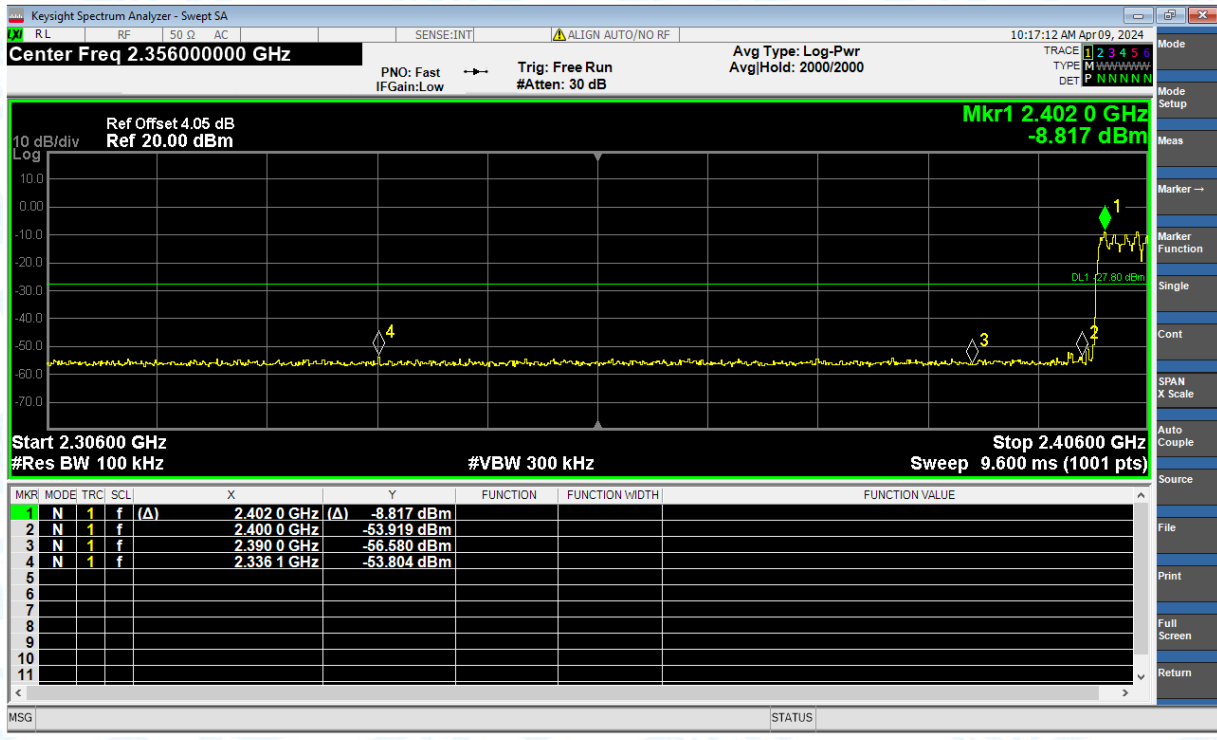 Keysight Spectrum Analyzer - Swept SA
LXI RL RF 50 Ω AC SENSE:INT ALIGN AUTO/NO RF 10:17:12 AM Apr 09, 2024
Center Freq 2.356000000 GHz
PNO: Fast
IFGain:Low
Trig: Free Run
#Atten: 30 dB
Avg Type: Log-Pwr
Avg|Hold: 2000/2000
TRACE 1 2 3 4 5 6
TYPE M WWWWW
DET P N N N N N
Mkr1 2.402 0 GHz
-8.817 dBm
Ref Offset 4.05 dB
Ref 20.00 dBm
10 dB/div
Log
10.0
0.00
-10.0
-20.0
-30.0
-40.0
-50.0
-60.0
-70.0
1
DL1 -27.80 dBm
4
3
2
Start 2.30600 GHz
Stop 2.40600 GHz
#Res BW 100 kHz
#VBW 300 kHz
Sweep 9.600 ms (1001 pts)
MKR MODE TRC SCL X Y FUNCTION FUNCTION WIDTH FUNCTION VALUE
1 N 1 f (Δ) 2.402 0 GHz (Δ) -8.817 dBm
2 N 1 f 2.400 0 GHz -53.919 dBm
3 N 1 f 2.390 0 GHz -56.580 dBm
4 N 1 f 2.336 1 GHz -53.804 dBm
5
6
7
8
9
10
11
MSG
STATUS
Mode
Mode
Setup
Meas
Marker →
Marker
Function
Single
Cont
SPAN
X Scale
Auto
Couple
Source
File
Print
Full
Screen
Return